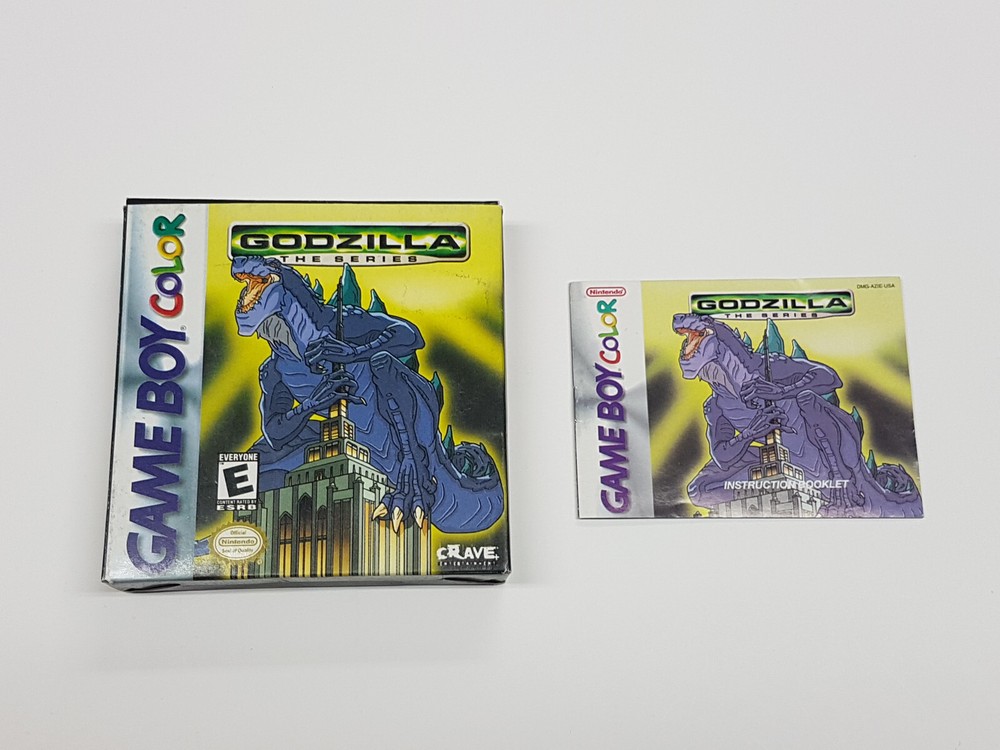 GAME BOY COLOR
GODZILLA
THE SERIES
EVERYONE
E
CONTENT RATED BY
ESRB
Official
Nintendo
Seal of Quality
CRAVE
Nintendo
GAME BOY COLOR
DMG-AZIE-USA
GODZILLA
THE SERIES
INSTRUCTION BOOKLET